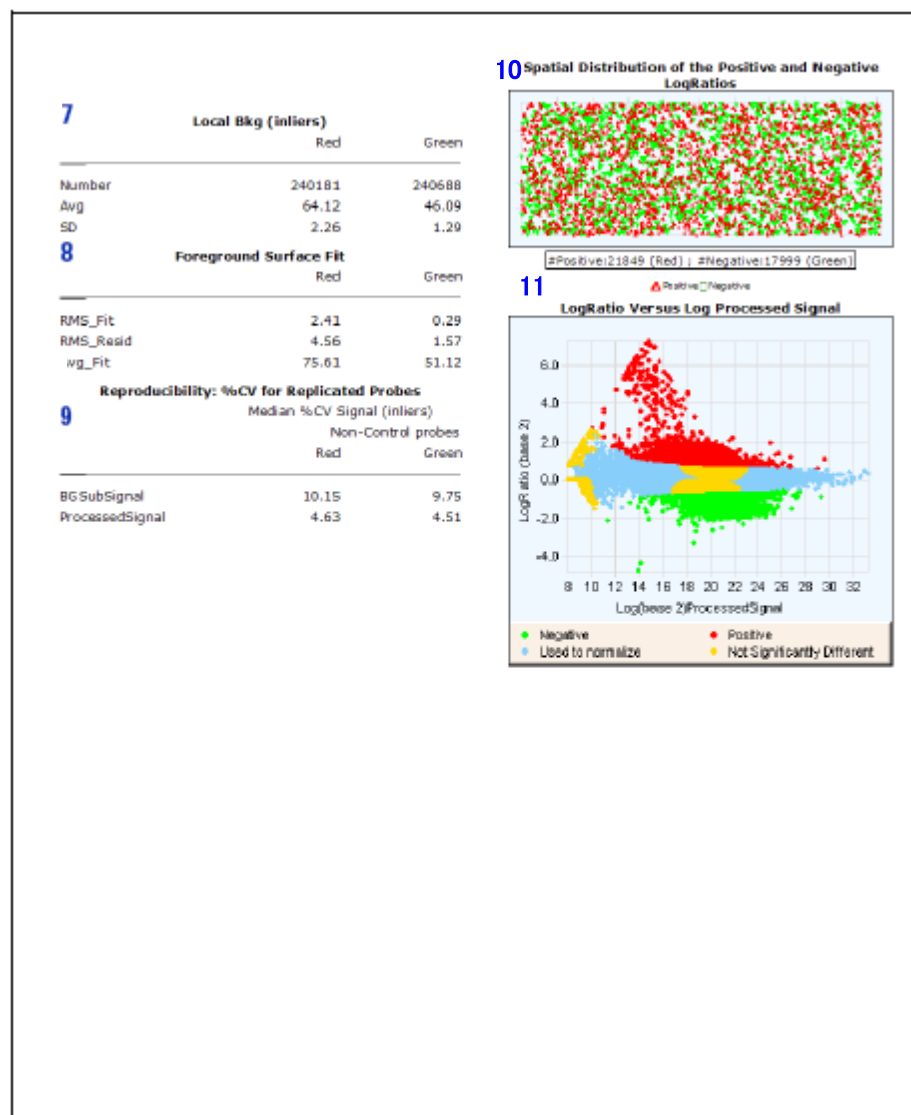 7
Local Bkg (inliers)
Red Green
Number 240181 240688
Avg 64.12 46.09
SD 2.26 1.29
8
Foreground Surface Fit
Red Green
RMS_Fit 2.41 0.29
RMS_Resid 4.56 1.57
vg_Fit 75.61 51.12
Reproducibility: %CV for Replicated Probes
9
Median %CV Signal (inliers)
Non-Control probes
Red Green
BGSubSignal 10.15 9.75
ProcessedSignal 4.63 4.51
10 Spatial Distribution of the Positive and Negative
LogRatios
#Positive:21849 (Red) ; #Negative:17999 (Green)
Positive Negative
11
LogRatio Versus Log Processed Signal
LogRatio (base 2)
6.0
4.0
2.0
0.0
-2.0
-4.0
8 10 12 14 16 18 20 22 24 26 28 30 32
Log(base 2)ProcessedSignal
Negative Positive
Used to normalize Not Significantly Different